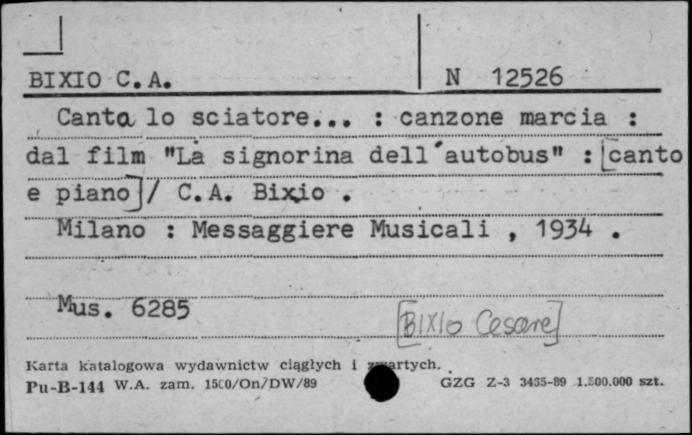 BIXIO C.A. N 12526
Canta lo sciatore... : canzone marcia :
dal film "La signorina dell'autobus" : [canto
e piano]/ C.A. Bixio .
Milano : Messaggiere Musicali , 1934 .
Mus. 6285
[BIXIO Cesare]
Karta katalogowa wydawnictw ciągłych i zwartych.
Pu-B-144 W.A. zam. 1500/On/DW/89 GZG Z-3 3435-89 1.500.000 szt.